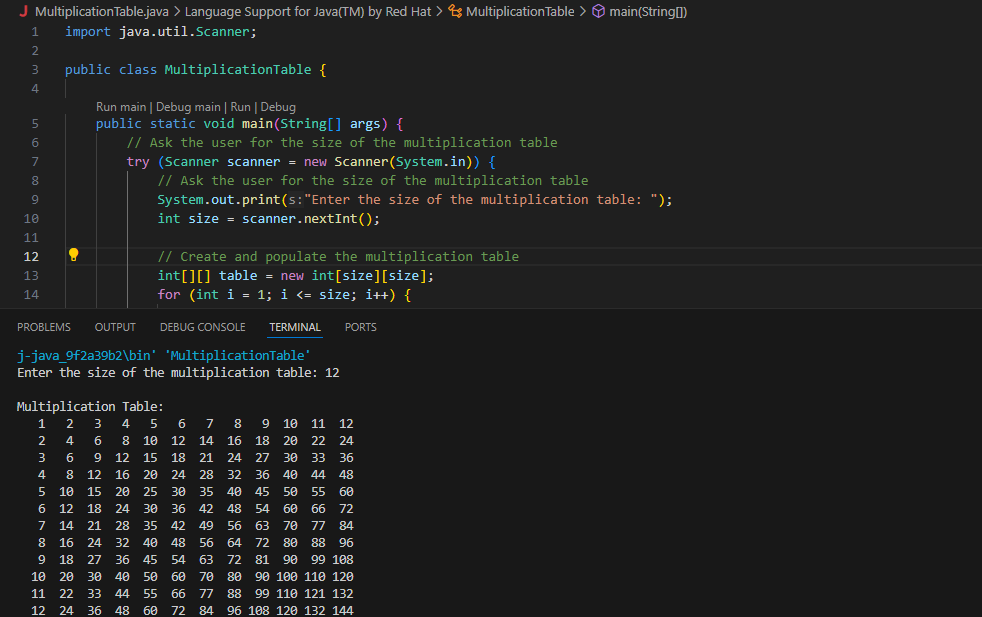 MultiplicationTable.java > Language Support for Java(TM) by Red Hat > MultiplicationTable > main(String[])
1 import java.util.Scanner;
2
3 public class MultiplicationTable {
4
Run main | Debug main | Run | Debug
5 public static void main(String[] args) {
6 // Ask the user for the size of the multiplication table
7 try (Scanner scanner = new Scanner(System.in)) {
8 // Ask the user for the size of the multiplication table
9 System.out.print(s:"Enter the size of the multiplication table: ");
10 int size = scanner.nextInt();
11
12 // Create and populate the multiplication table
13 int[][] table = new int[size][size];
14 for (int i = 1; i <= size; i++) {
PROBLEMS OUTPUT DEBUG CONSOLE TERMINAL PORTS
j-java_9f2a39b2\bin' 'MultiplicationTable'
Enter the size of the multiplication table: 12
Multiplication Table:
1 2 3 4 5 6 7 8 9 10 11 12
2 4 6 8 10 12 14 16 18 20 22 24
3 6 9 12 15 18 21 24 27 30 33 36
4 8 12 16 20 24 28 32 36 40 44 48
5 10 15 20 25 30 35 40 45 50 55 60
6 12 18 24 30 36 42 48 54 60 66 72
7 14 21 28 35 42 49 56 63 70 77 84
8 16 24 32 40 48 56 64 72 80 88 96
9 18 27 36 45 54 63 72 81 90 99 108
10 20 30 40 50 60 70 80 90 100 110 120
11 22 33 44 55 66 77 88 99 110 121 132
12 24 36 48 60 72 84 96 108 120 132 144